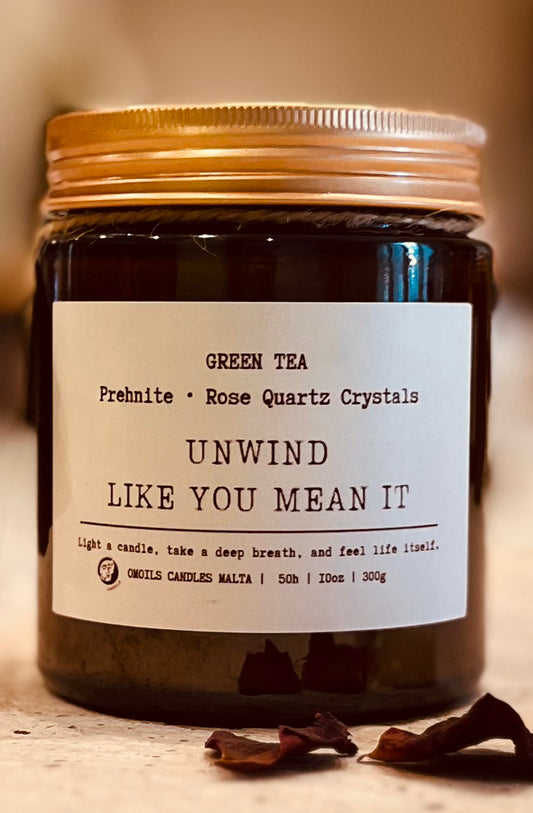 GREEN TEA
Prehnite • Rose Quartz Crystals
UNWIND
LIKE YOU MEAN IT
Light a candle, take a deep breath, and feel life itself.
OMOILS CANDLES MALTA | 50h | 10oz | 300g